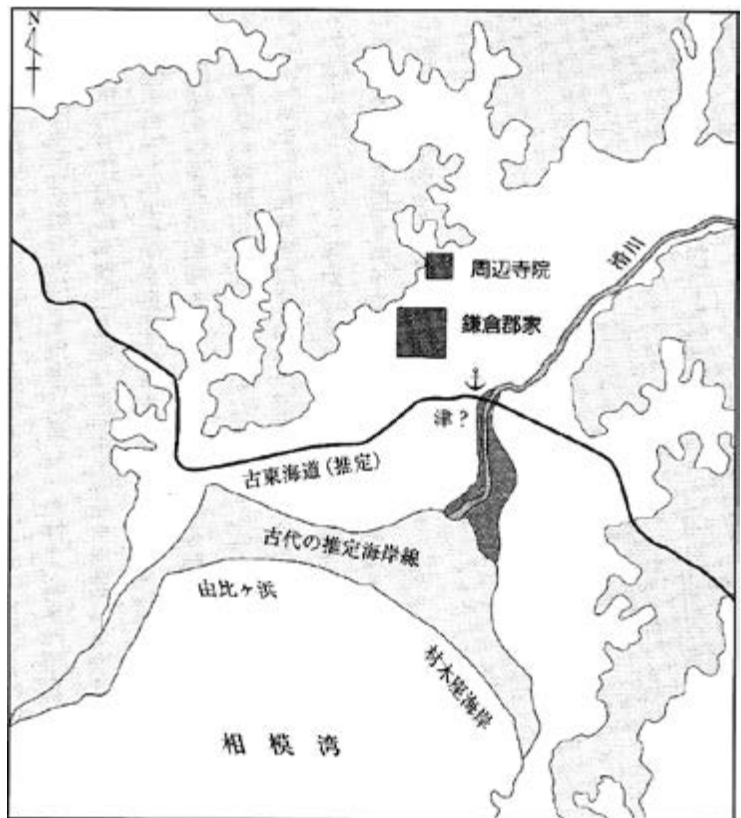 N
滑川
周辺寺院
鎌倉郡家
津?
古東海道(推定)
古代の推定海岸線
由比ヶ浜
材木座海岸
相模湾